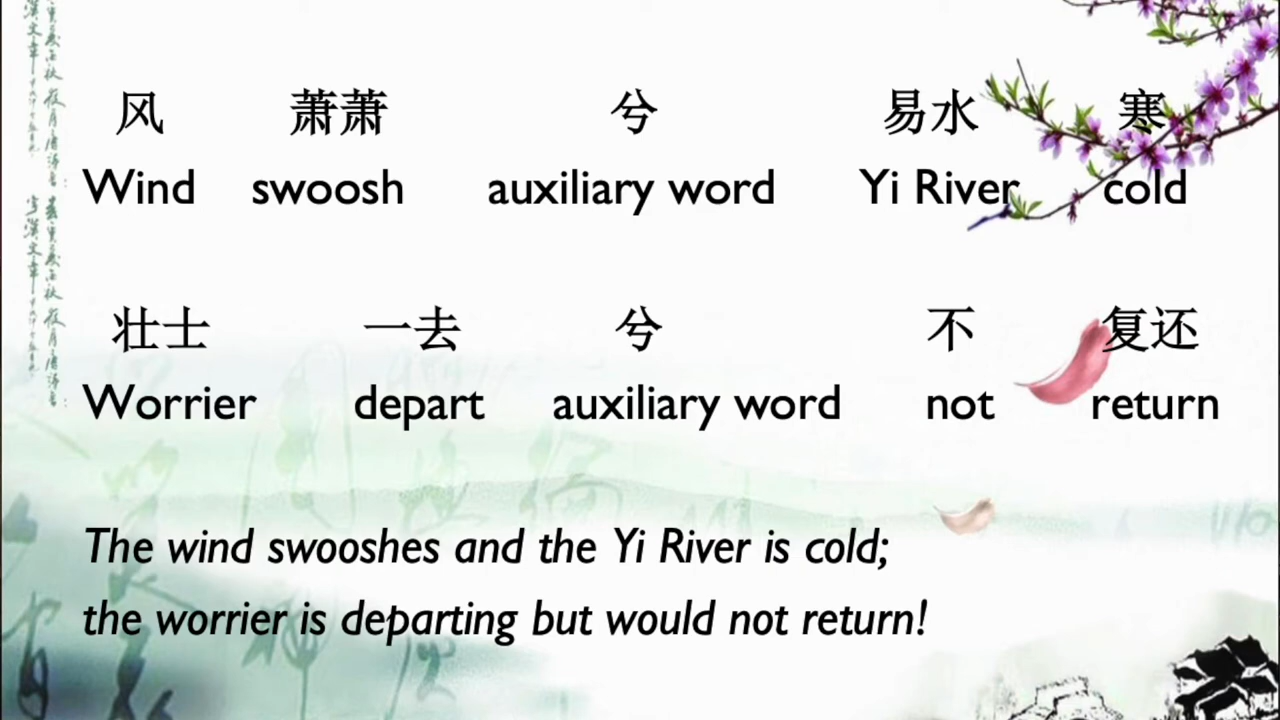 风 萧萧 兮 易水 寒
Wind swoosh auxiliary word Yi River cold
壮士 一去 兮 不 复还
Worrier depart auxiliary word not return
The wind swooshes and the Yi River is cold;
the worrier is departing but would not return!